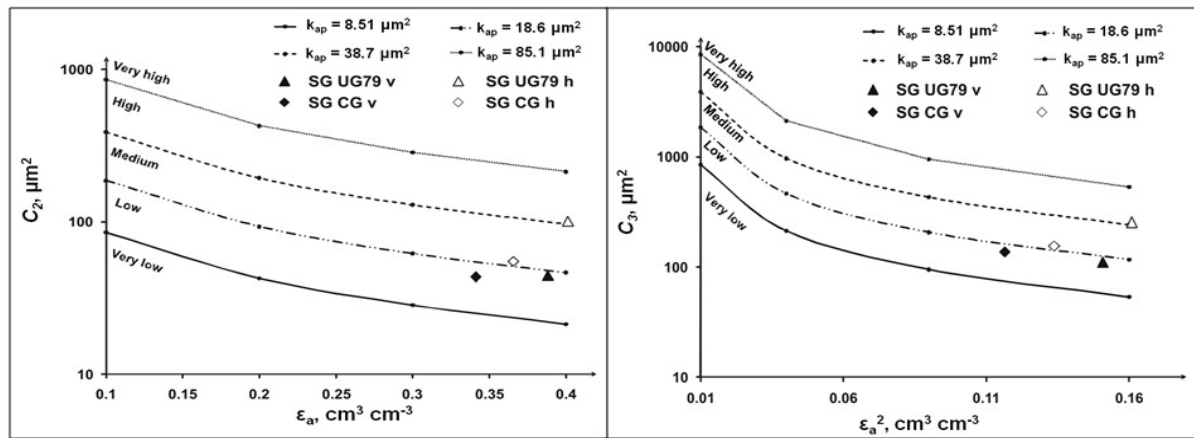 k_ap = 8.51 µm²
k_ap = 18.6 µm²
k_ap = 38.7 µm²
k_ap = 85.1 µm²
SG UG79 v
SG UG79 h
SG CG v
SG CG h
1000
100
10
C₂, µm²
Very high
High
Medium
Low
Very low
0.1
0.15
0.2
0.25
0.3
0.35
0.4
εₐ, cm³ cm⁻³
k_ap = 8.51 µm²
k_ap = 18.6 µm²
k_ap = 38.7 µm²
k_ap = 85.1 µm²
SG UG79 v
SG UG79 h
SG CG v
SG CG h
10000
1000
100
10
C₃, µm²
Very high
High
Medium
Low
Very low
0.01
0.06
0.11
0.16
εₐ², cm³ cm⁻³